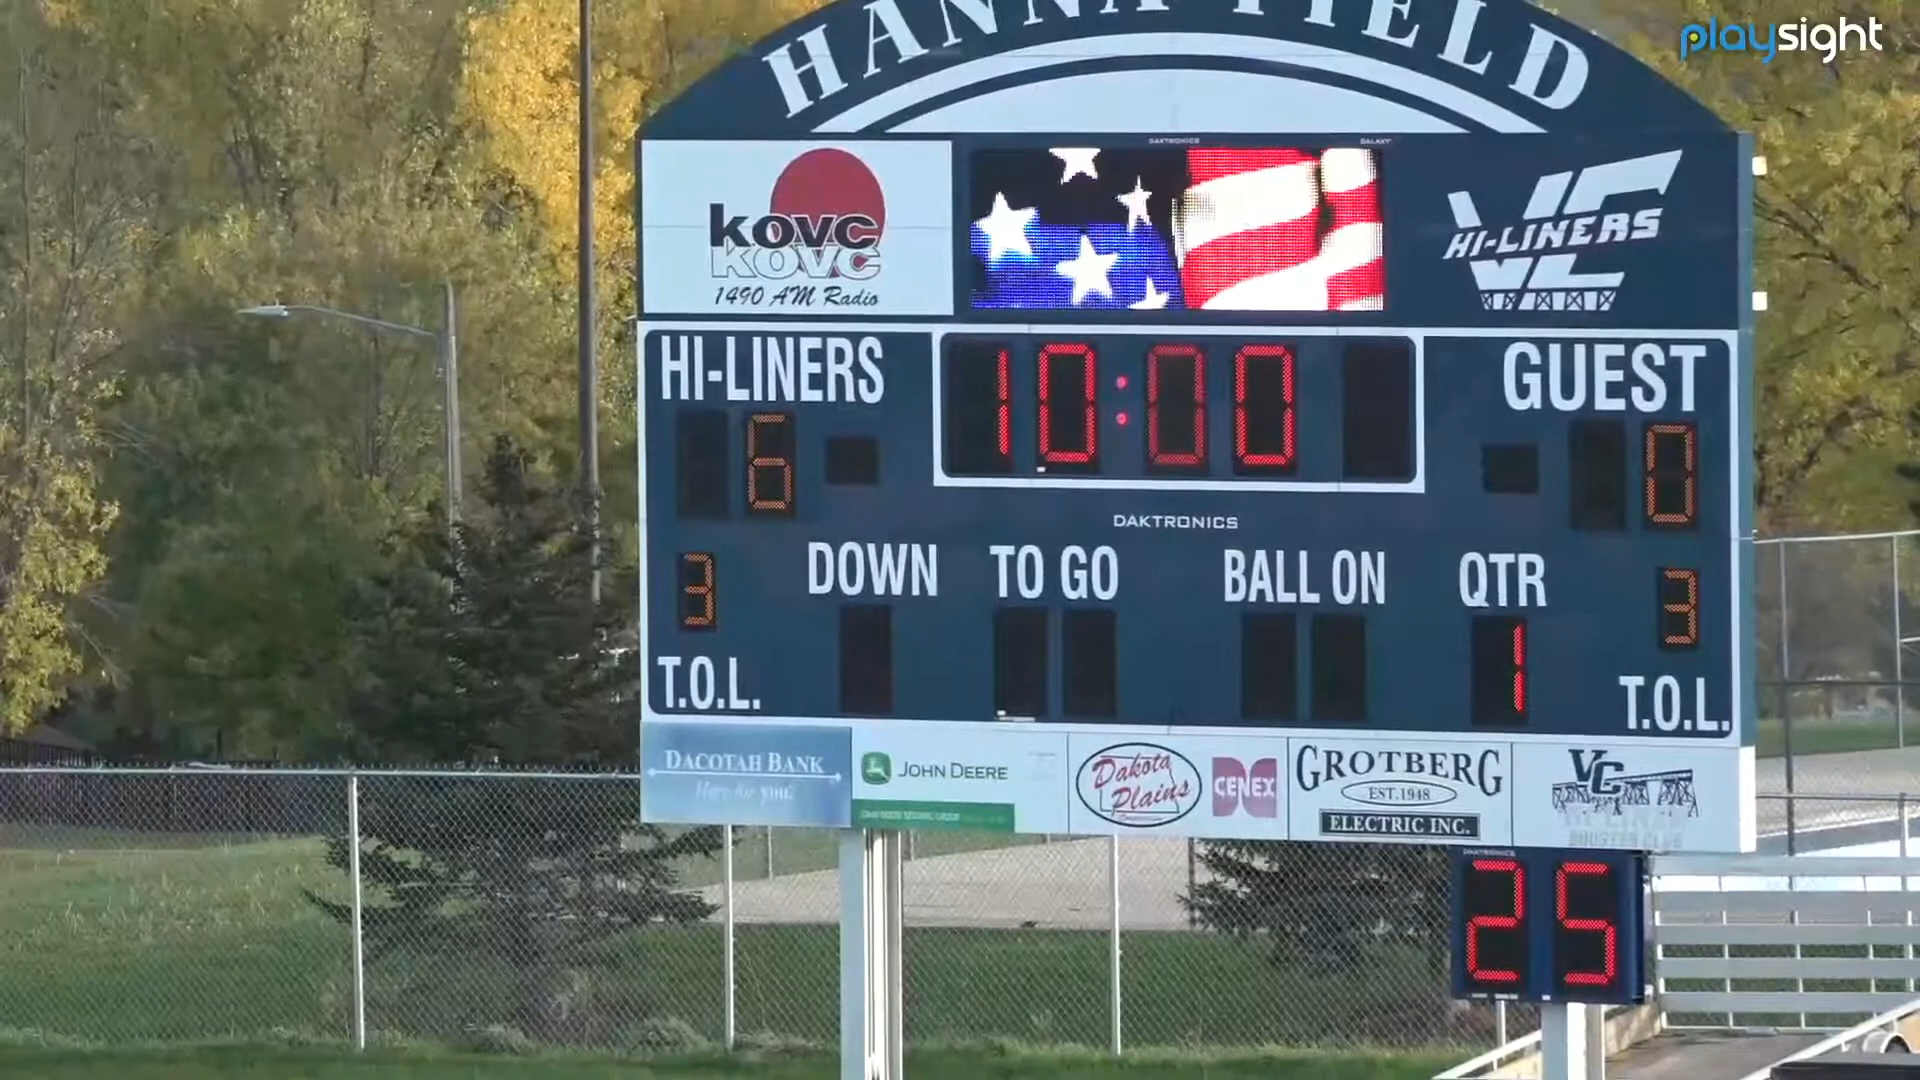 HANNA FIELD
playsight
DAKTRONICS GALAXY
kovc
KOVC
1490 AM Radio
VC
HI-LINERS
HI-LINERS
10:00
GUEST
6
0
DAKTRONICS
DOWN TO GO BALL ON QTR
3
3
1
T.O.L.
T.O.L.
DACOTAH BANK
Here for you.
JOHN DEERE
Dakota
Plains
CENEX
GROTBERG
EST. 1948
ELECTRIC INC.
VC
BOOSTER CLUB
DAKTRONICS
25